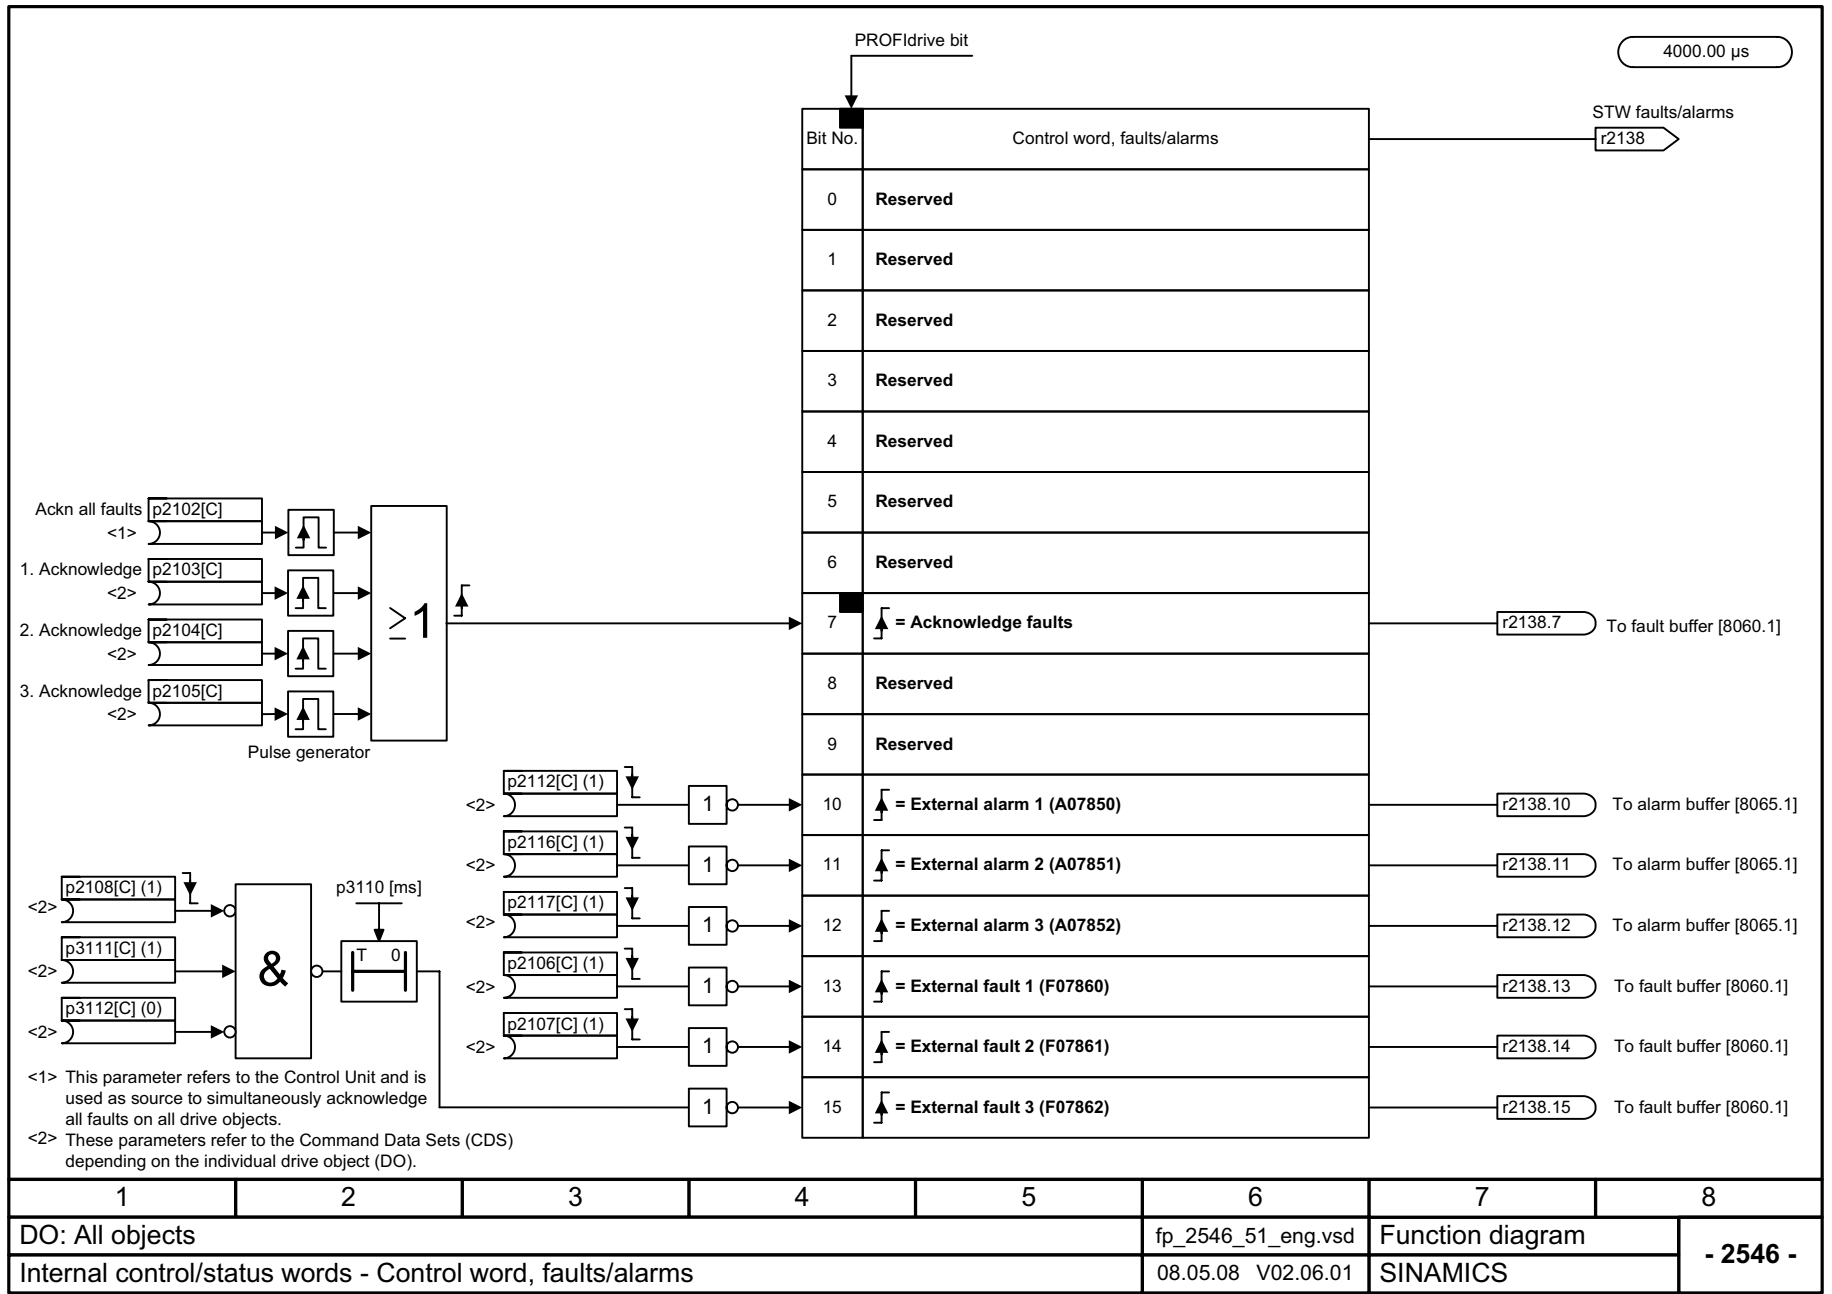 PROFIdrive bit
4000.00 µs
STW faults/alarms
Bit No. Control word, faults/alarms r2138
0 Reserved
1 Reserved
2 Reserved
3 Reserved
4 Reserved
5 Reserved
6 Reserved
7 = Acknowledge faults r2138.7 To fault buffer [8060.1]
8 Reserved
9 Reserved
10 = External alarm 1 (A07850) r2138.10 To alarm buffer [8065.1]
11 = External alarm 2 (A07851) r2138.11 To alarm buffer [8065.1]
12 = External alarm 3 (A07852) r2138.12 To alarm buffer [8065.1]
13 = External fault 1 (F07860) r2138.13 To fault buffer [8060.1]
14 = External fault 2 (F07861) r2138.14 To fault buffer [8060.1]
15 = External fault 3 (F07862) r2138.15 To fault buffer [8060.1]
Ackn all faults p2102[C]
<1>
1. Acknowledge p2103[C]
<2>
2. Acknowledge p2104[C]
<2>
3. Acknowledge p2105[C]
<2>
≥1
Pulse generator
p2112[C] (1)
<2> 1
p2116[C] (1)
<2> 1
p2117[C] (1)
<2> 1
p2106[C] (1)
<2> 1
p2107[C] (1)
<2> 1
1
p2108[C] (1)
<2>
p3111[C] (1)
<2>
p3112[C] (0)
<2>
&
p3110 [ms]
T 0
<1> This parameter refers to the Control Unit and is
used as source to simultaneously acknowledge
all faults on all drive objects.
<2> These parameters refer to the Command Data Sets (CDS)
depending on the individual drive object (DO).
1 2 3 4 5 6 7 8
DO: All objects fp_2546_51_eng.vsd Function diagram
- 2546 -
Internal control/status words - Control word, faults/alarms 08.05.08 V02.06.01 SINAMICS